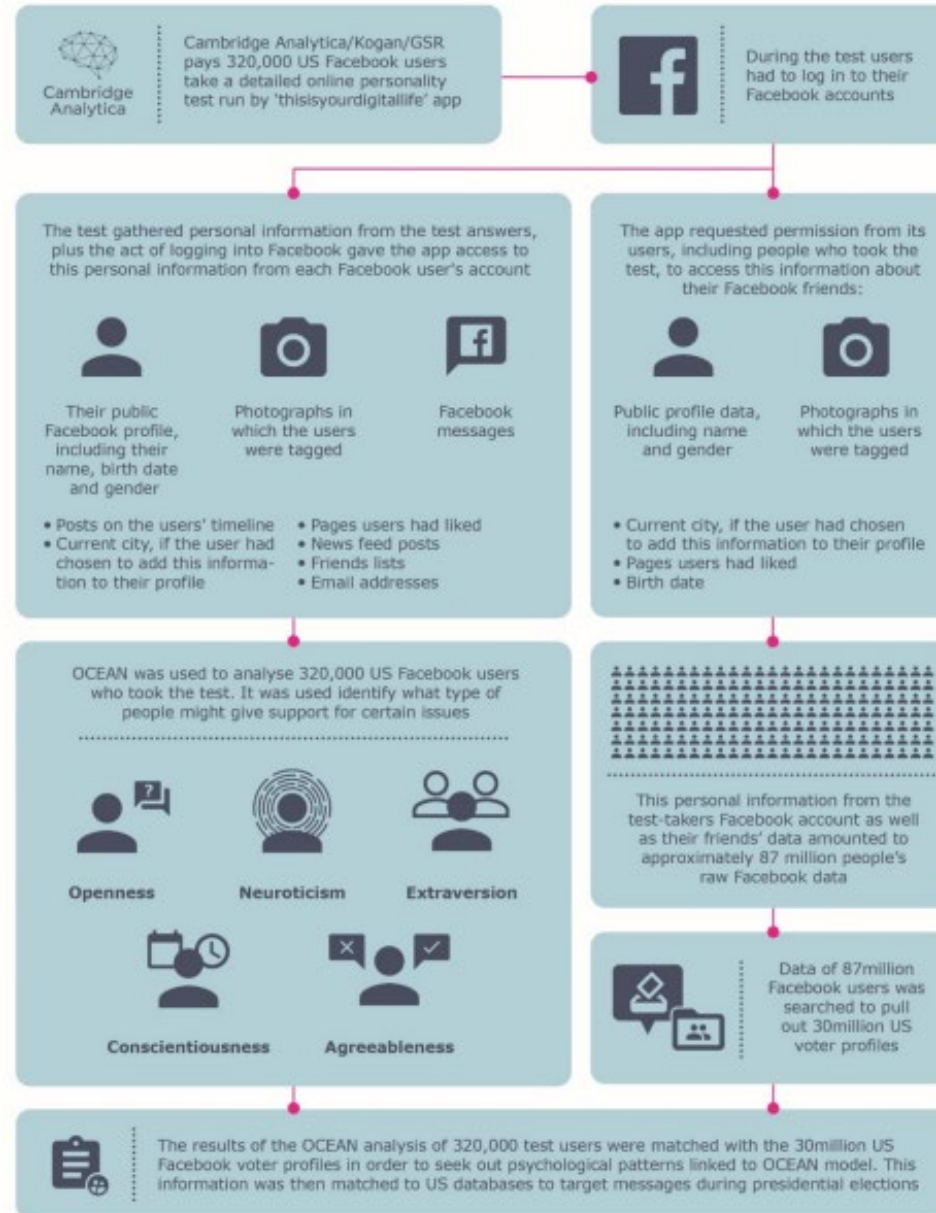 Cambridge
Analytica
Cambridge Analytica/Kogan/GSR
pays 320,000 US Facebook users
take a detailed online personality
test run by 'thisisyourdigitallife' app
During the test users
had to log in to their
Facebook accounts
The test gathered personal information from the test answers,
plus the act of logging into Facebook gave the app access to
this personal information from each Facebook user's account
Their public
Facebook profile,
including their
name, birth date
and gender
Photographs in
which the users
were tagged
Facebook
messages
• Posts on the users' timeline
• Current city, if the user had
chosen to add this informa-
tion to their profile
• Pages users had liked
• News feed posts
• Friends lists
• Email addresses
The app requested permission from its
users, including people who took the
test, to access this information about
their Facebook friends:
Public profile data,
including name
and gender
Photographs in
which the users
were tagged
• Current city, if the user had chosen
to add this information to their profile
• Pages users had liked
• Birth date
OCEAN was used to analyse 320,000 US Facebook users
who took the test. It was used identify what type of
people might give support for certain issues
Openness
Neuroticism
Extraversion
Conscientiousness
Agreeableness
This personal information from the
test-takers Facebook account as well
as their friends' data amounted to
approximately 87 million people's
raw Facebook data
Data of 87million
Facebook users was
searched to pull
out 30million US
voter profiles
The results of the OCEAN analysis of 320,000 test users were matched with the 30million US
Facebook voter profiles in order to seek out psychological patterns linked to OCEAN model. This
information was then matched to US databases to target messages during presidential elections